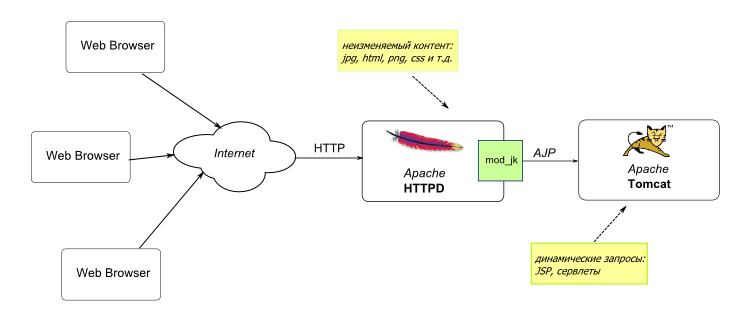 Web Browser
неизменяемый контент:
jpg, html, png, css и т.д.
Web Browser
Internet
HTTP
Apache
HTTPD
mod_jk
AJP
TM
Apache
Tomcat
Web Browser
динамические запросы:
JSP, сервлеты